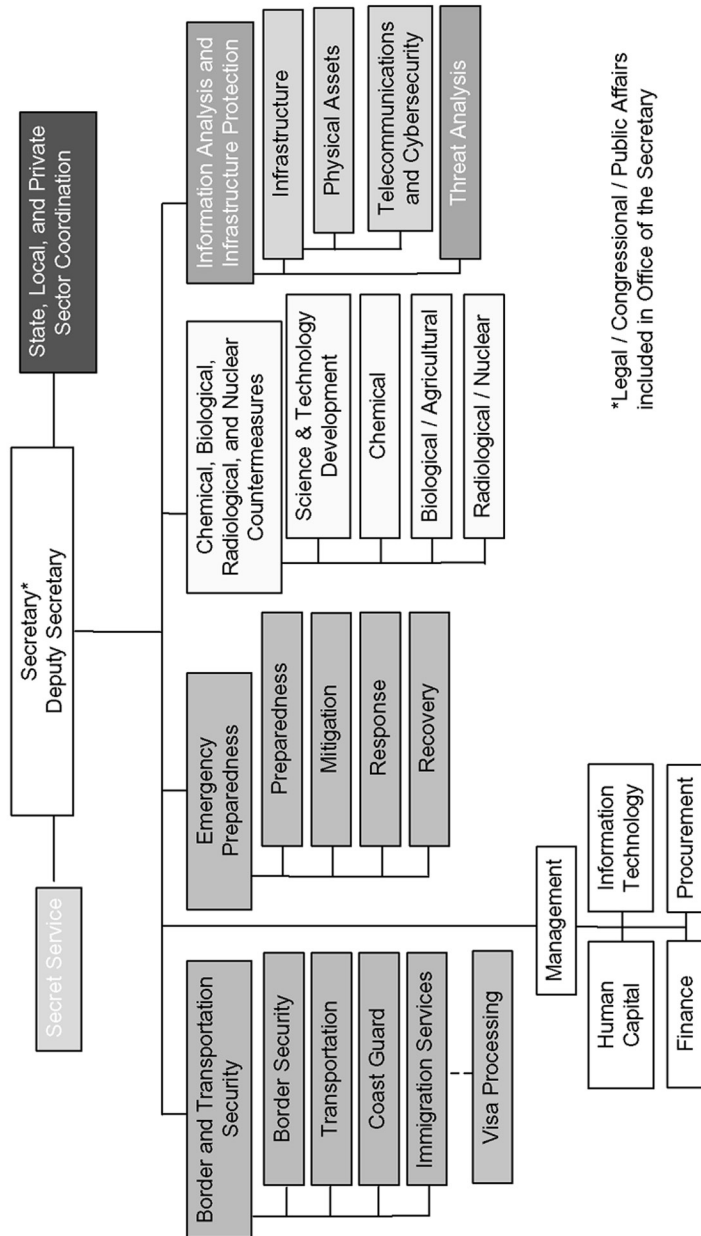 Secret Service
Secretary*
Deputy Secretary
State, Local, and Private
Sector Coordination
Border and Transportation
Security
Border Security
Transportation
Coast Guard
Immigration Services
Visa Processing
Emergency
Preparedness
Preparedness
Mitigation
Response
Recovery
Chemical, Biological,
Radiological, and Nuclear
Countermeasures
Science & Technology
Development
Chemical
Biological / Agricultural
Radiological / Nuclear
Information Analysis and
Infrastructure Protection
Infrastructure
Physical Assets
Telecommunications
and Cybersecurity
Threat Analysis
Management
Human
Capital
Information
Technology
Finance
Procurement
*Legal / Congressional / Public Affairs
included in Office of the Secretary